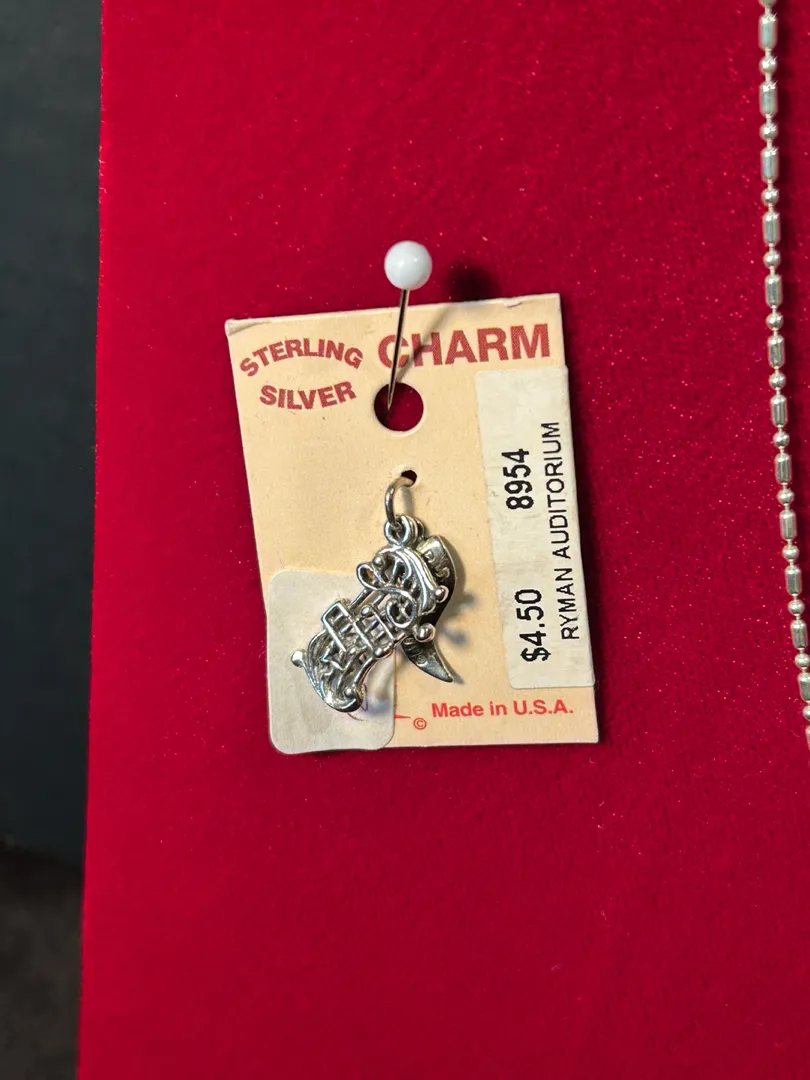 STERLING
SILVER
CHARM
$4.50 8954
RYMAN AUDITORIUM
© Made in U.S.A.